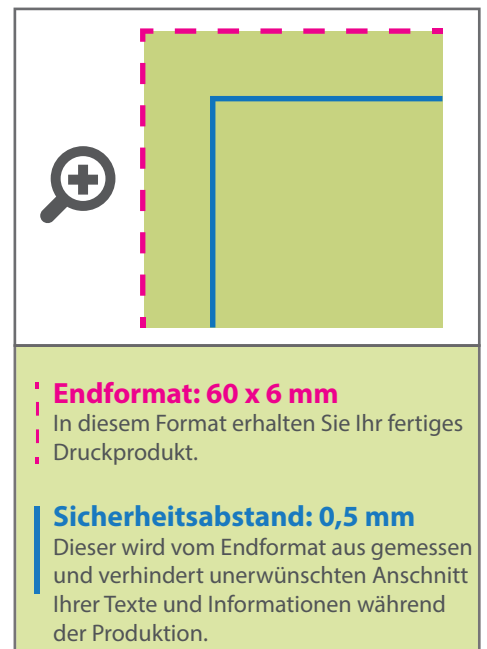 Endformat: 60 x 6 mm
In diesem Format erhalten Sie Ihr fertiges
Druckprodukt.
Sicherheitsabstand: 0,5 mm
Dieser wird vom Endformat aus gemessen
und verhindert unerwünschten Anschnitt
Ihrer Texte und Informationen während
der Produktion.